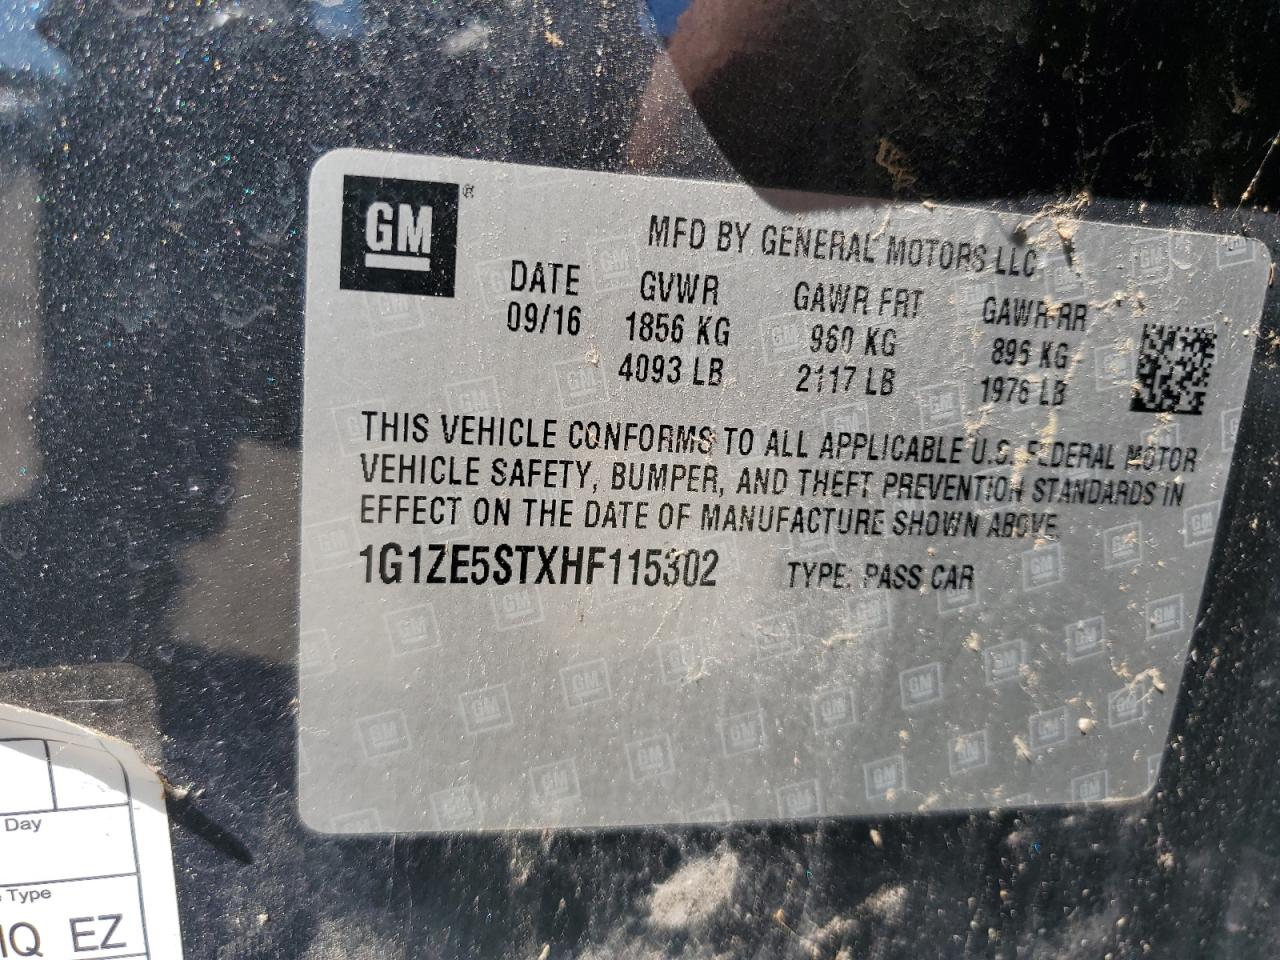 GM®
MFD BY GENERAL MOTORS LLC
DATE GVWR GAWR FRT GAWR RR
09/16 1856 KG 960 KG 896 KG
4093 LB 2117 LB 1976 LB
THIS VEHICLE CONFORMS TO ALL APPLICABLE U.S. FEDERAL MOTOR
VEHICLE SAFETY, BUMPER, AND THEFT PREVENTION STANDARDS IN
EFFECT ON THE DATE OF MANUFACTURE SHOWN ABOVE.
1G1ZE5STXHF115302 TYPE: PASS CAR
Day
Type
EZ